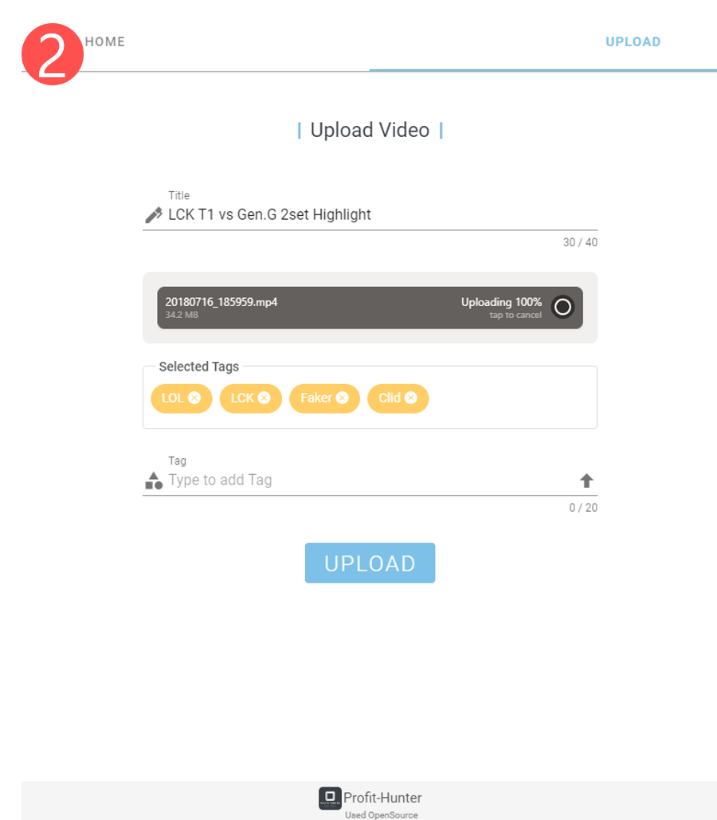 2
HOME
UPLOAD
| Upload Video |
Title
LCK T1 vs Gen.G 2set Highlight
30 / 40
20180716_185959.mp4
Uploading 100%
34.2 MB
tap to cancel
Selected Tags
LOL
LCK
Faker
Clid
Tag
Type to add Tag
0 / 20
UPLOAD
Profit-Hunter
Used OpenSource